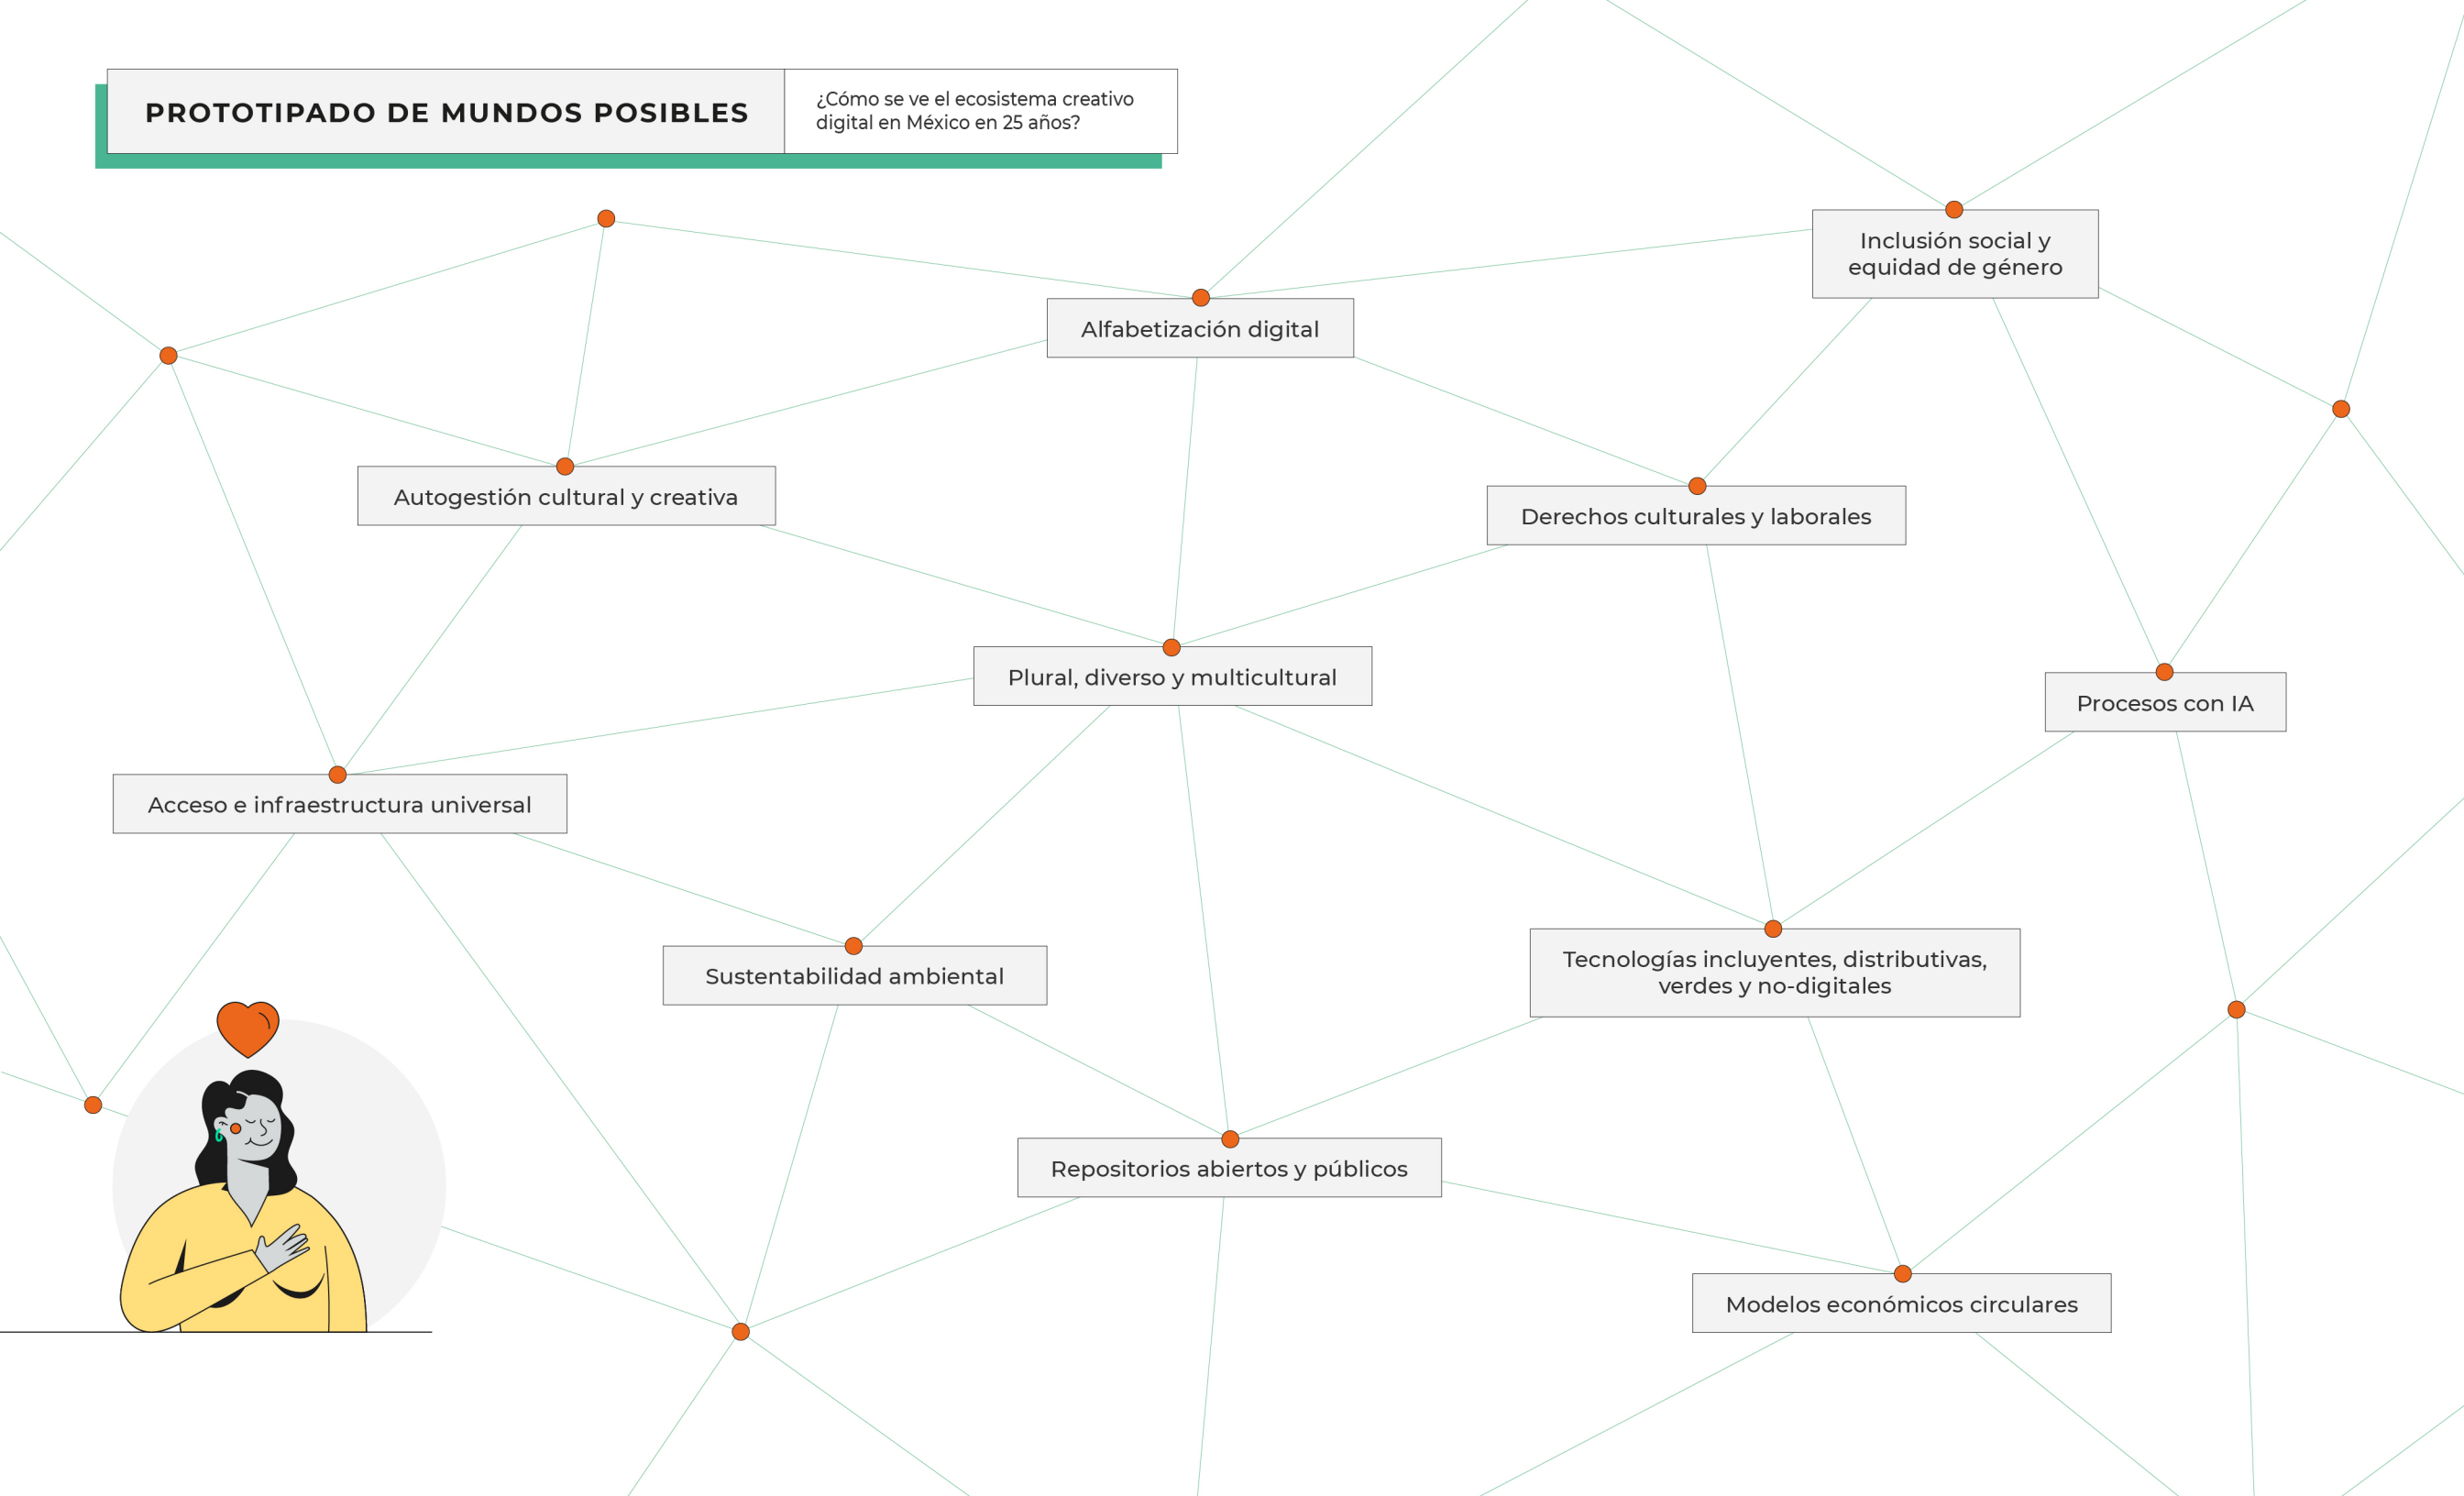 PROTOTIPADO DE MUNDOS POSIBLES
¿Cómo se ve el ecosistema creativo
digital en México en 25 años?
Inclusión social y
equidad de género
Alfabetización digital
Autogestión cultural y creativa
Derechos culturales y laborales
Plural, diverso y multicultural
Procesos con IA
Acceso e infraestructura universal
Sustentabilidad ambiental
Tecnologías incluyentes, distributivas,
verdes y no-digitales
Repositorios abiertos y públicos
Modelos económicos circulares